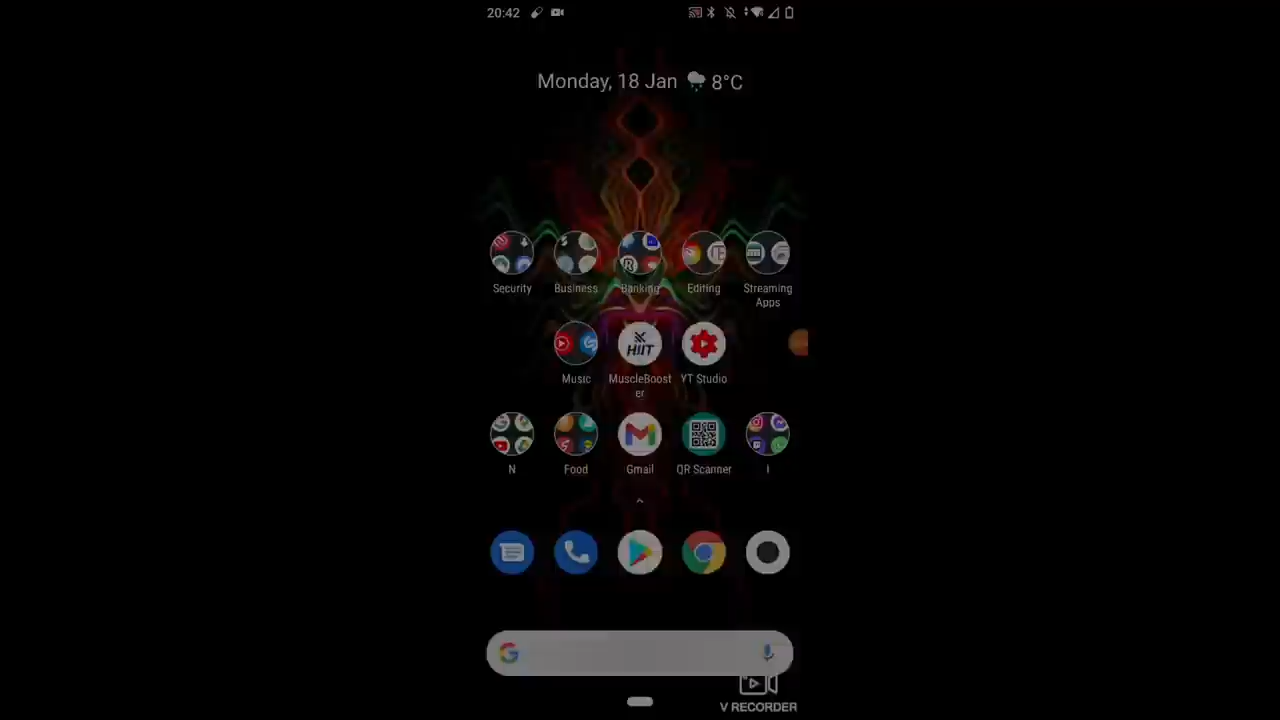 20:42
Monday, 18 Jan 8°C
Security Business Banking Editing Streaming Apps
Music MuscleBooster YT Studio
HIIT
N Food Gmail QR Scanner I
V RECORDER